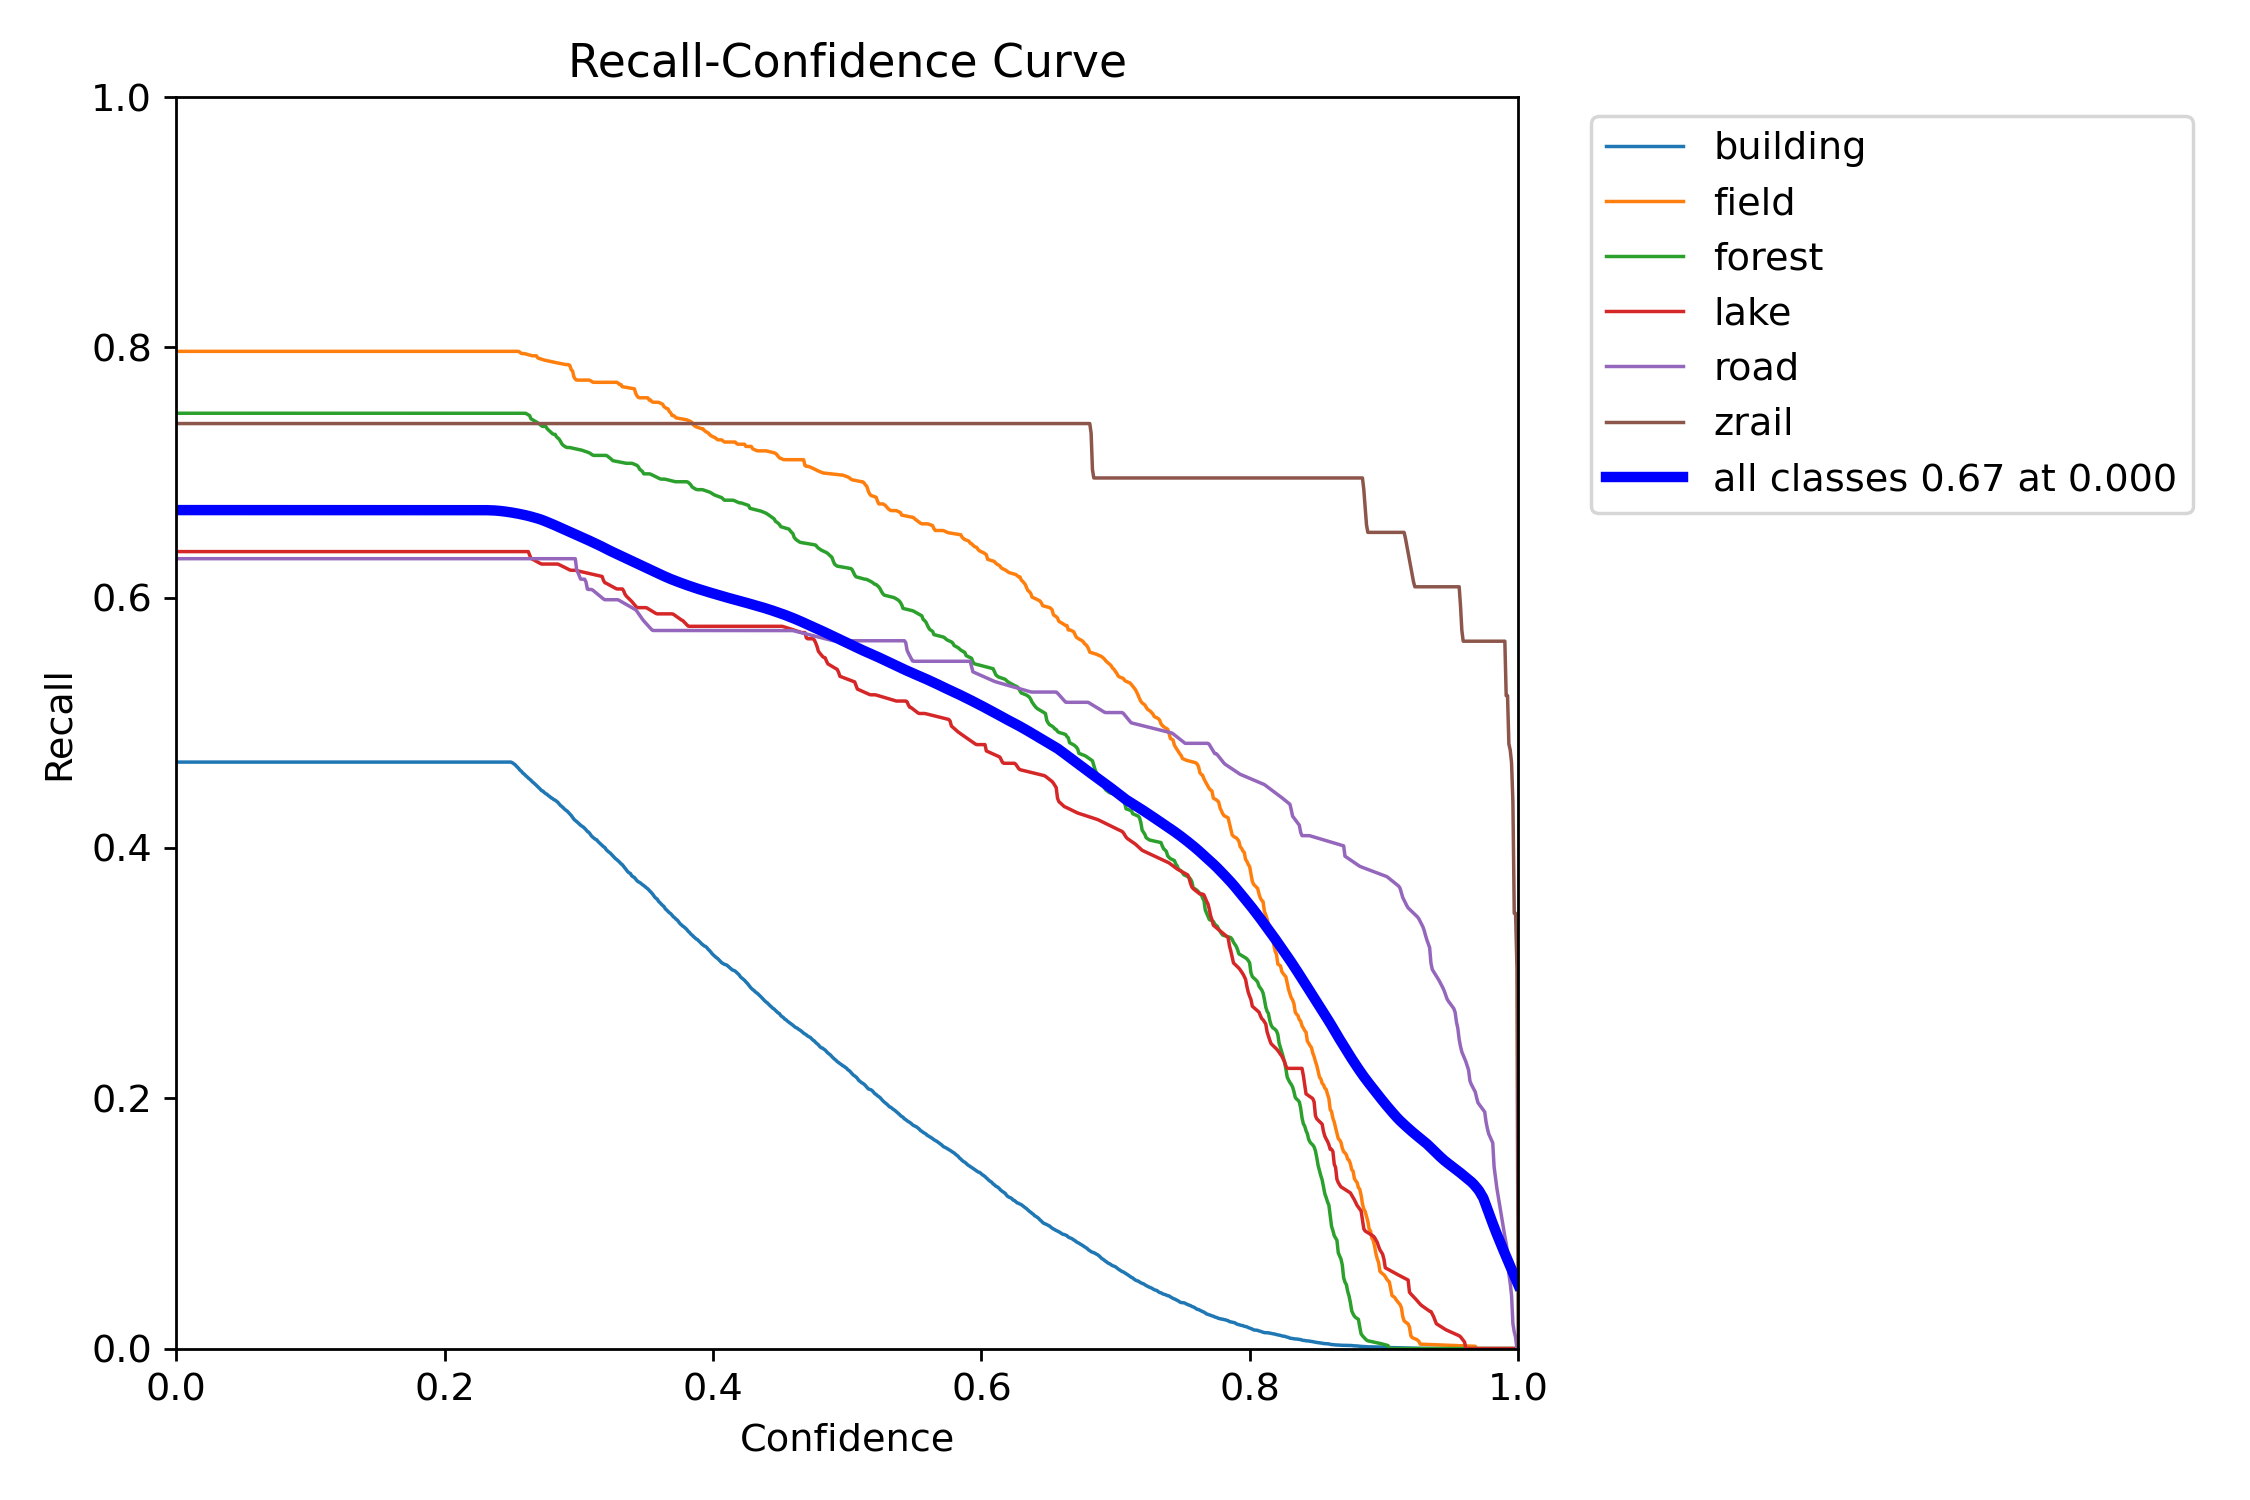 Recall-Confidence Curve
1.0
0.8
0.6
0.4
0.2
0.0
Recall
0.0 0.2 0.4 0.6 0.8 1.0
Confidence
building
field
forest
lake
road
zrail
all classes 0.67 at 0.000